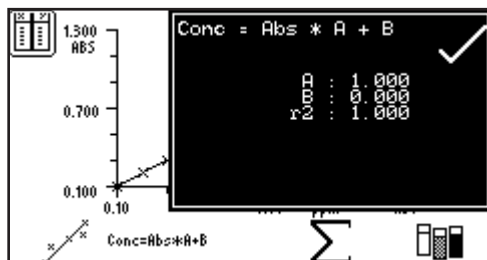 1.300
ABS
0.700
0.100
0.10
Conc = Abs * A + B
A : 1.000
B : 0.000
r2 : 1.000
Conc=Abs*A+B
Σ